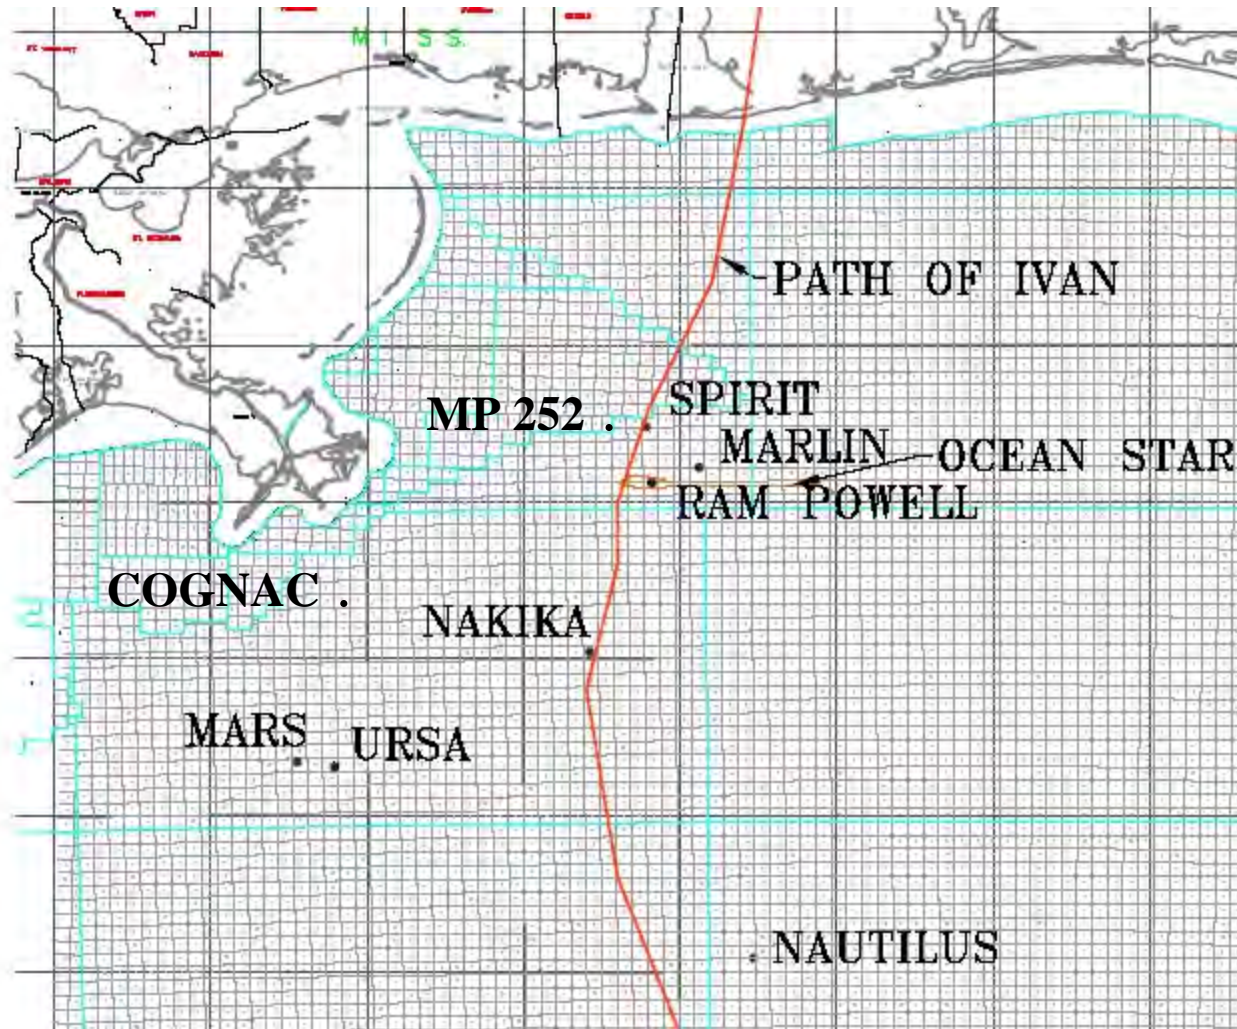 M I S S.
PATH OF IVAN
SPIRIT
MP 252 .
MARLIN
OCEAN STAR
RAM POWELL
COGNAC .
NAKIKA
MARS
URSA
NAUTILUS